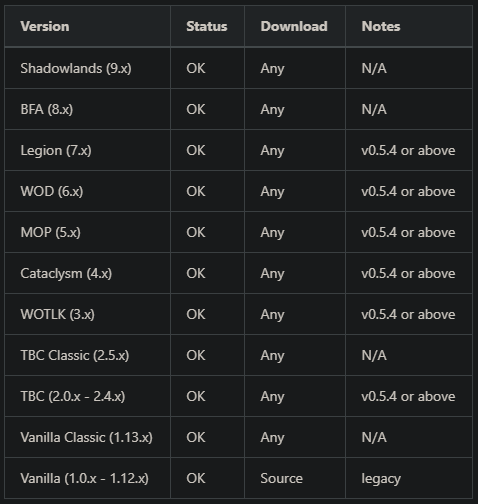 Version Status Download Notes
Shadowlands (9.x) OK Any N/A
BFA (8.x) OK Any N/A
Legion (7.x) OK Any v0.5.4 or above
WOD (6.x) OK Any v0.5.4 or above
MOP (5.x) OK Any v0.5.4 or above
Cataclysm (4.x) OK Any v0.5.4 or above
WOTLK (3.x) OK Any v0.5.4 or above
TBC Classic (2.5.x) OK Any N/A
TBC (2.0.x - 2.4.x) OK Any v0.5.4 or above
Vanilla Classic (1.13.x) OK Any N/A
Vanilla (1.0.x - 1.12.x) OK Source legacy